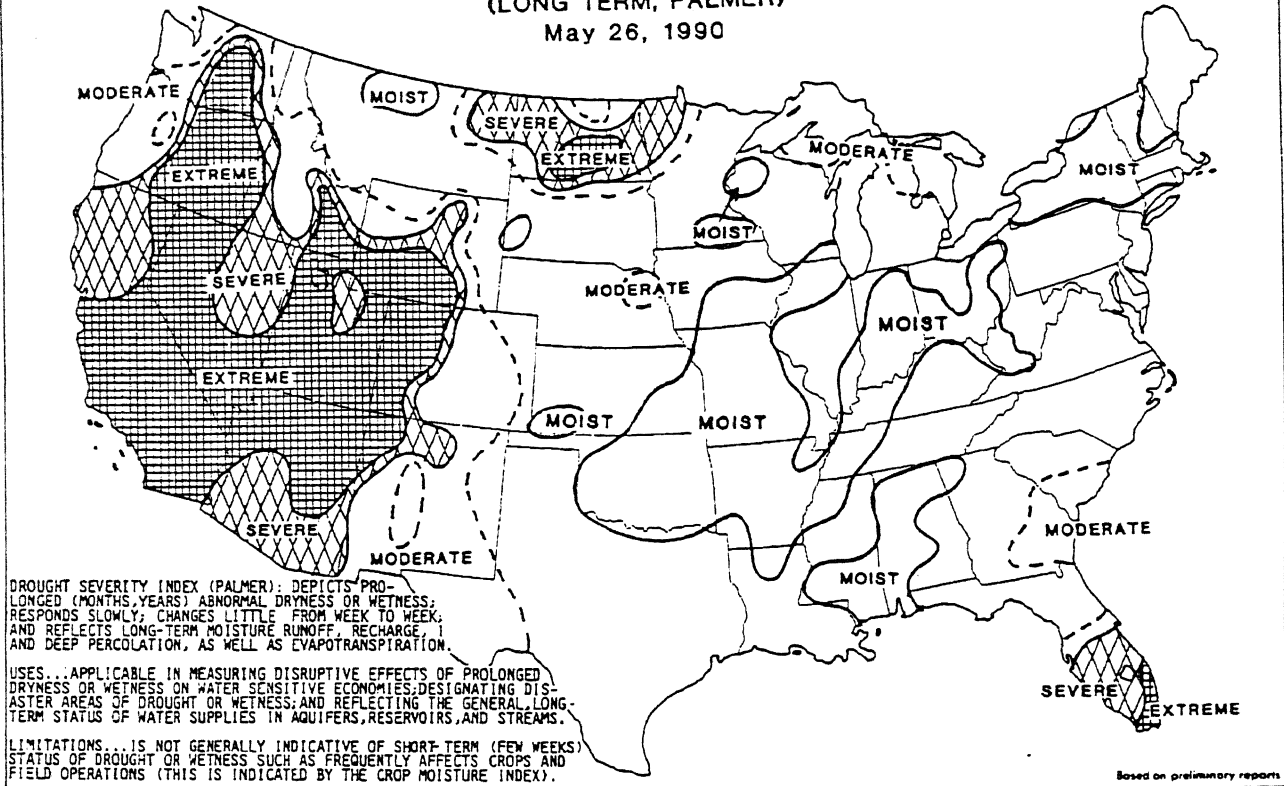 (LONG TERM, PALMER)
May 26, 1990
MODERATE
MOIST
SEVERE
EXTREME
MODERATE
MOIST
EXTREME
MOIST
SEVERE
MODERATE
MOIST
EXTREME
MOIST
MOIST
SEVERE
MODERATE
MODERATE
MOIST
SEVERE
EXTREME
DROUGHT SEVERITY INDEX (PALMER): DEPICTS PRO-
LONGED (MONTHS,YEARS) ABNORMAL DRYNESS OR WETNESS;
RESPONDS SLOWLY; CHANGES LITTLE FROM WEEK TO WEEK;
AND REFLECTS LONG-TERM MOISTURE RUNOFF, RECHARGE,
AND DEEP PERCOLATION, AS WELL AS EVAPOTRANSPIRATION.
USES...APPLICABLE IN MEASURING DISRUPTIVE EFFECTS OF PROLONGED
DRYNESS OR WETNESS ON WATER SENSITIVE ECONOMIES;DESIGNATING DIS-
ASTER AREAS OF DROUGHT OR WETNESS;AND REFLECTING THE GENERAL,LONG-
TERM STATUS OF WATER SUPPLIES IN AQUIFERS,RESERVOIRS,AND STREAMS.
LIMITATIONS...IS NOT GENERALLY INDICATIVE OF SHORT-TERM (FEW WEEKS)
STATUS OF DROUGHT OR WETNESS SUCH AS FREQUENTLY AFFECTS CROPS AND
FIELD OPERATIONS (THIS IS INDICATED BY THE CROP MOISTURE INDEX).
Based on preliminary reports